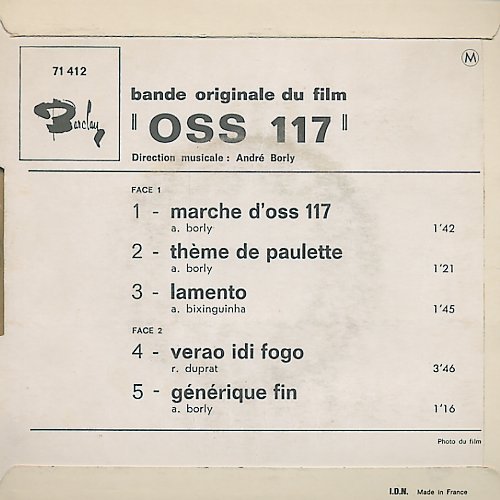 71 412
Barclay
M
bande originale du film
" OSS 117 "
Direction musicale : André Borly
FACE 1
1 - marche d'oss 117
a. borly 1'42
2 - thème de paulette
a. borly 1'21
3 - lamento
a. bixinguinha 1'45
FACE 2
4 - verao idi fogo
r. duprat 3'46
5 - générique fin
a. borly 1'16
Photo du film
I.D.N. Made in France